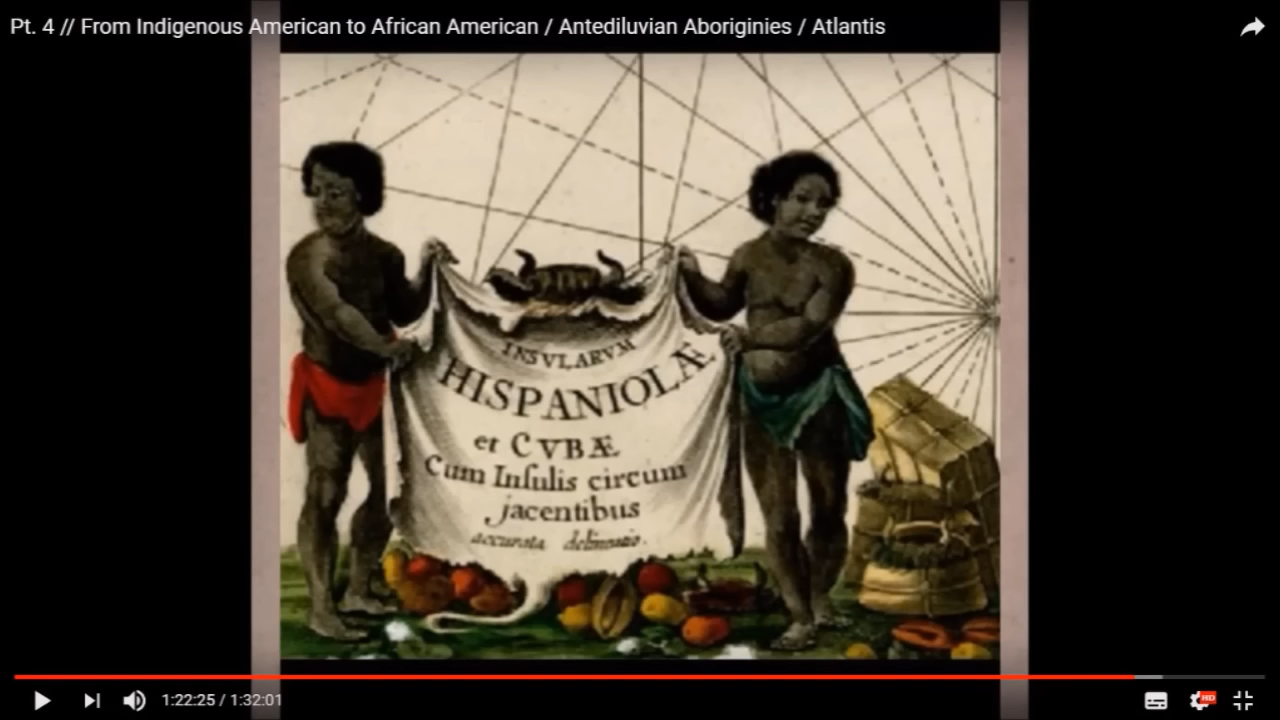 Pt. 4 // From Indigenous American to African American / Antediluvian Aboriginies / Atlantis
INSVLARVM
HISPANIOLÆ
et CVBÆ
Cum Inſulis circum
jacentibus
accurata delineatio.
1:22:25 / 1:32:01
HD